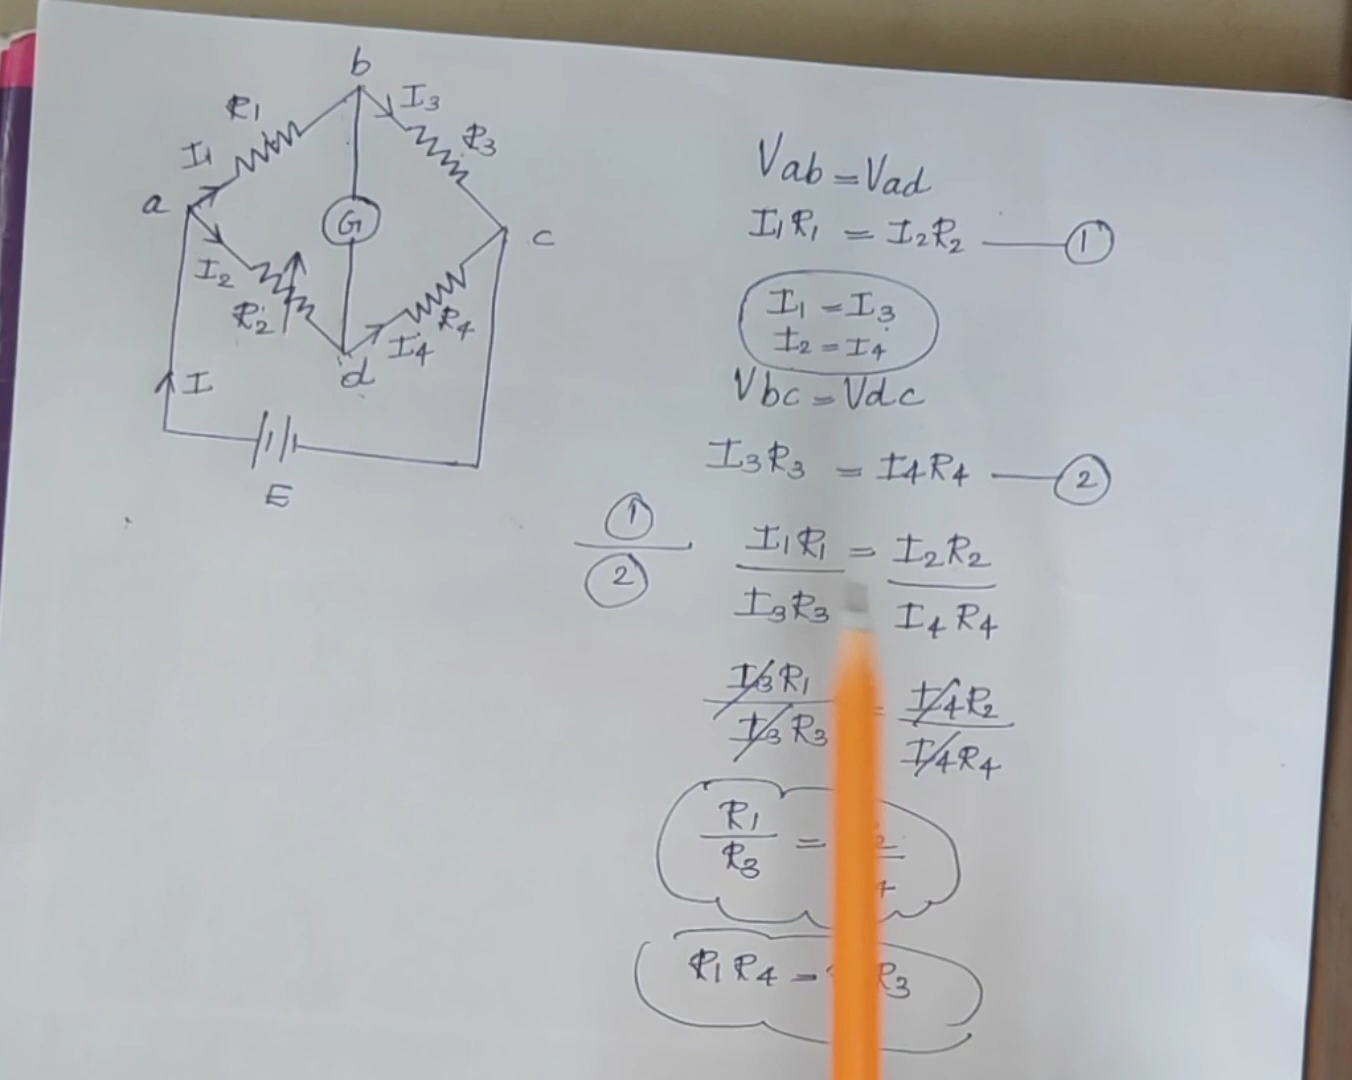 b
R1
I3
R3
I1
a
G
c
I2
R2
R4
I4
d
I
E
Vab = Vad
I1R1 = I2R2 — 1
I1 = I3
I2 = I4
Vbc = Vdc
I3R3 = I4R4 — 2
1
2
I1R1 = I2R2
I3R3 I4R4
I3R1 = I4R2
I3R3 I4R4
R1 =
R3
R1R4 = R3